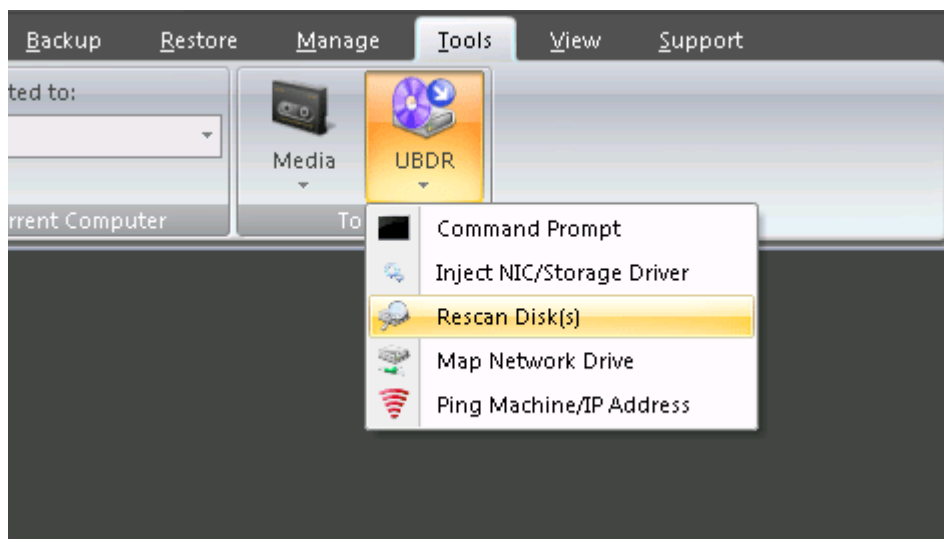 Backup Restore Manage Tools View Support
ted to:
Media UBDR
rrent Computer To
Command Prompt
Inject NIC/Storage Driver
Rescan Disk(s)
Map Network Drive
Ping Machine/IP Address